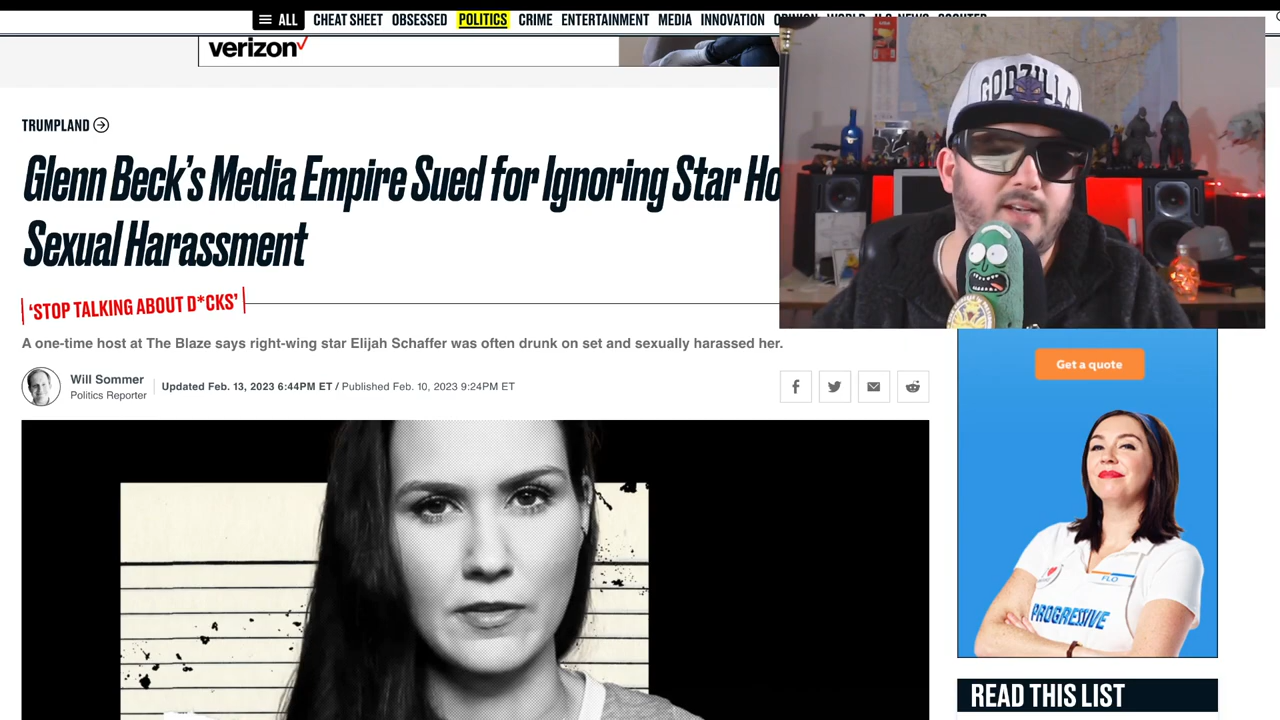 ALL CHEAT SHEET OBSESSED POLITICS CRIME ENTERTAINMENT MEDIA INNOVATION OPINION WORLD U.S. NEWS SCOUTED
verizon
GODZILLA
TRUMPLAND
Glenn Beck's Media Empire Sued for Ignoring Star Ho
Sexual Harassment
'STOP TALKING ABOUT D*CKS'
A one-time host at The Blaze says right-wing star Elijah Schaffer was often drunk on set and sexually harassed her.
Will Sommer
Politics Reporter
Updated Feb. 13, 2023 6:44PM ET / Published Feb. 10, 2023 9:24PM ET
Get a quote
FLO
PROGRESSIVE
READ THIS LIST